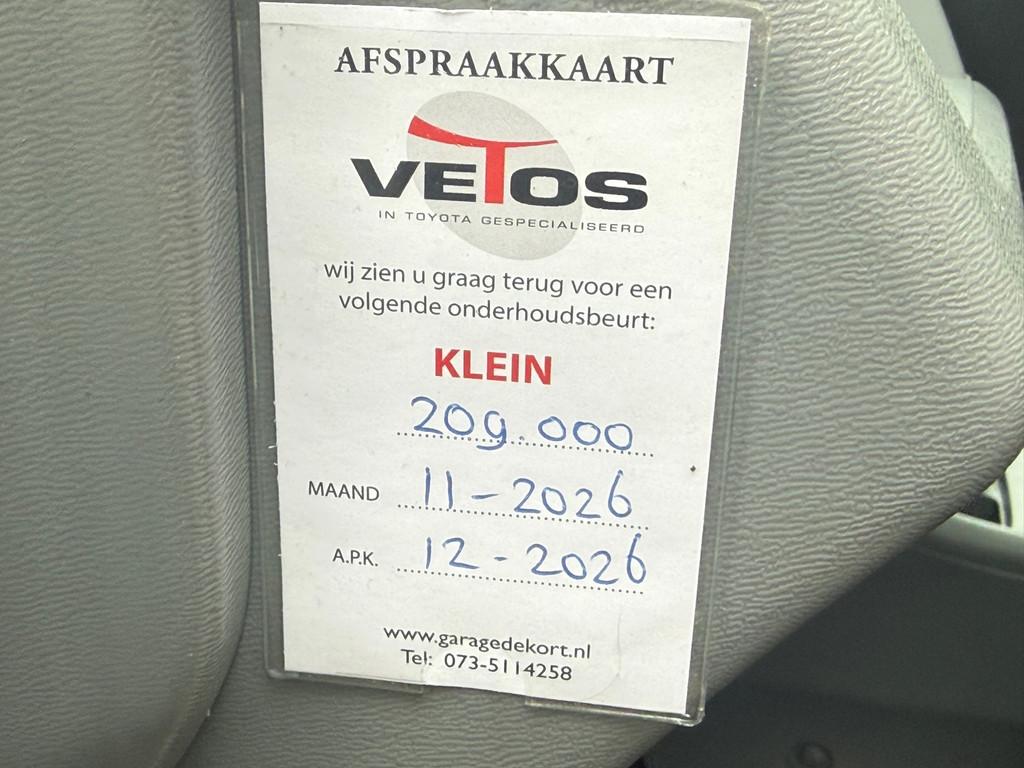 AFSPRAAKKAART
VETOS
IN TOYOTA GESPECIALISEERD
wij zien u graag terug voor een
volgende onderhoudsbeurt:
KLEIN
209.000
MAAND 11-2026
A.P.K. 12-2026
www.garagedekort.nl
Tel: 073-5114258